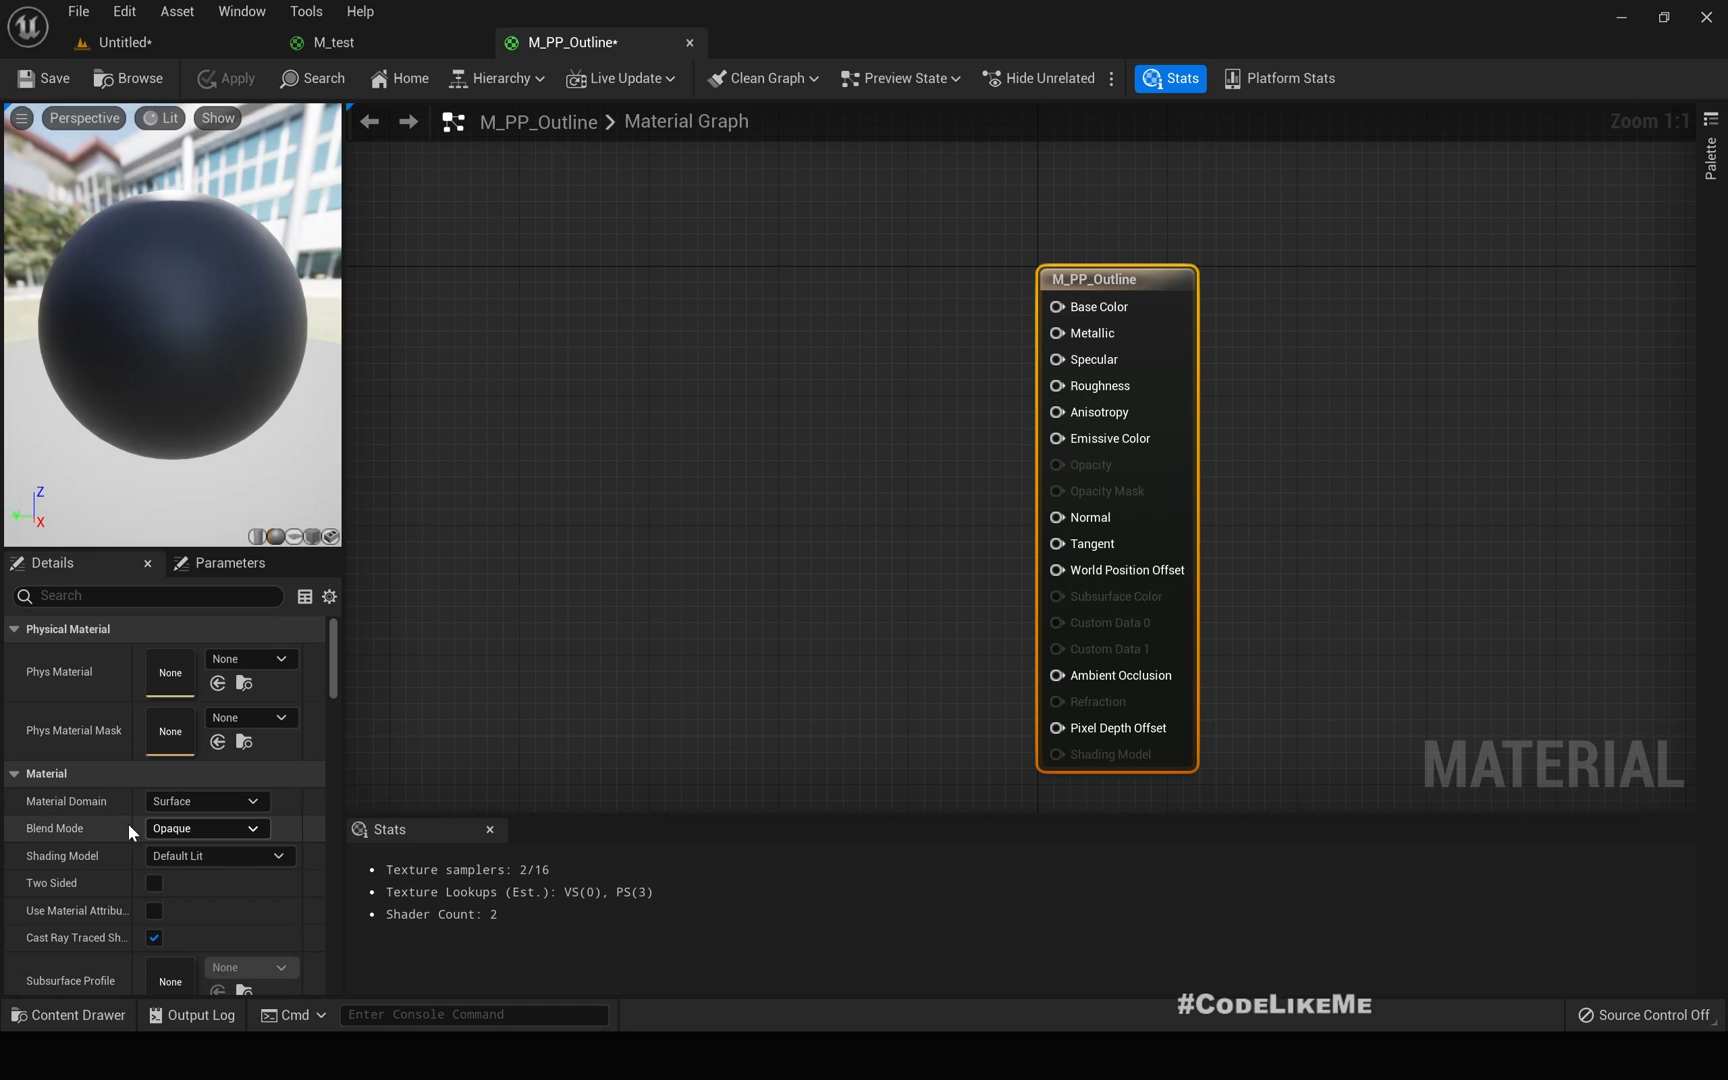 File Edit Asset Window Tools Help
Untitled* M_test M_PP_Outline*
Save Browse Apply Search Home Hierarchy Live Update Clean Graph Preview State Hide Unrelated Stats Platform Stats
Perspective Lit Show
M_PP_Outline > Material Graph
Zoom 1:1
Palette
M_PP_Outline
Base Color
Metallic
Specular
Roughness
Anisotropy
Emissive Color
Opacity
Opacity Mask
Normal
Tangent
World Position Offset
Subsurface Color
Custom Data 0
Custom Data 1
Ambient Occlusion
Refraction
Pixel Depth Offset
Shading Model
MATERIAL
Z
Y
X
Details Parameters
Search
Physical Material
Phys Material None None
Phys Material Mask None None
Material
Material Domain Surface
Blend Mode Opaque
Shading Model Default Lit
Two Sided
Use Material Attribu...
Cast Ray Traced Sh...
Subsurface Profile None None
Stats
Texture samplers: 2/16
Texture Lookups (Est.): VS(0), PS(3)
Shader Count: 2
#CodeLikeMe
Content Drawer Output Log Cmd Enter Console Command Source Control Off